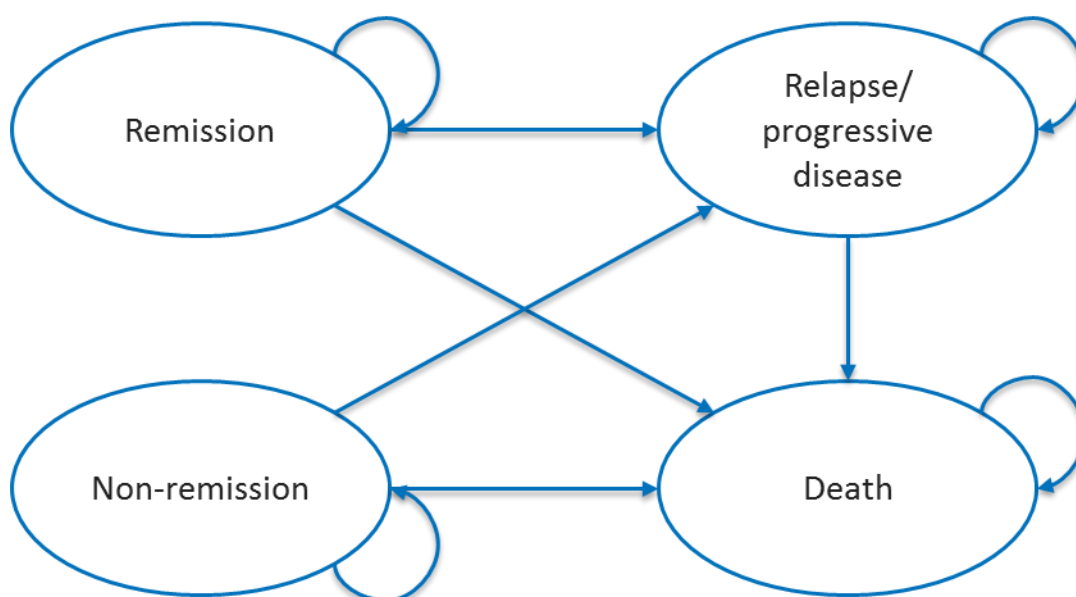 Remission
Relapse/
progressive
disease
Non-remission
Death